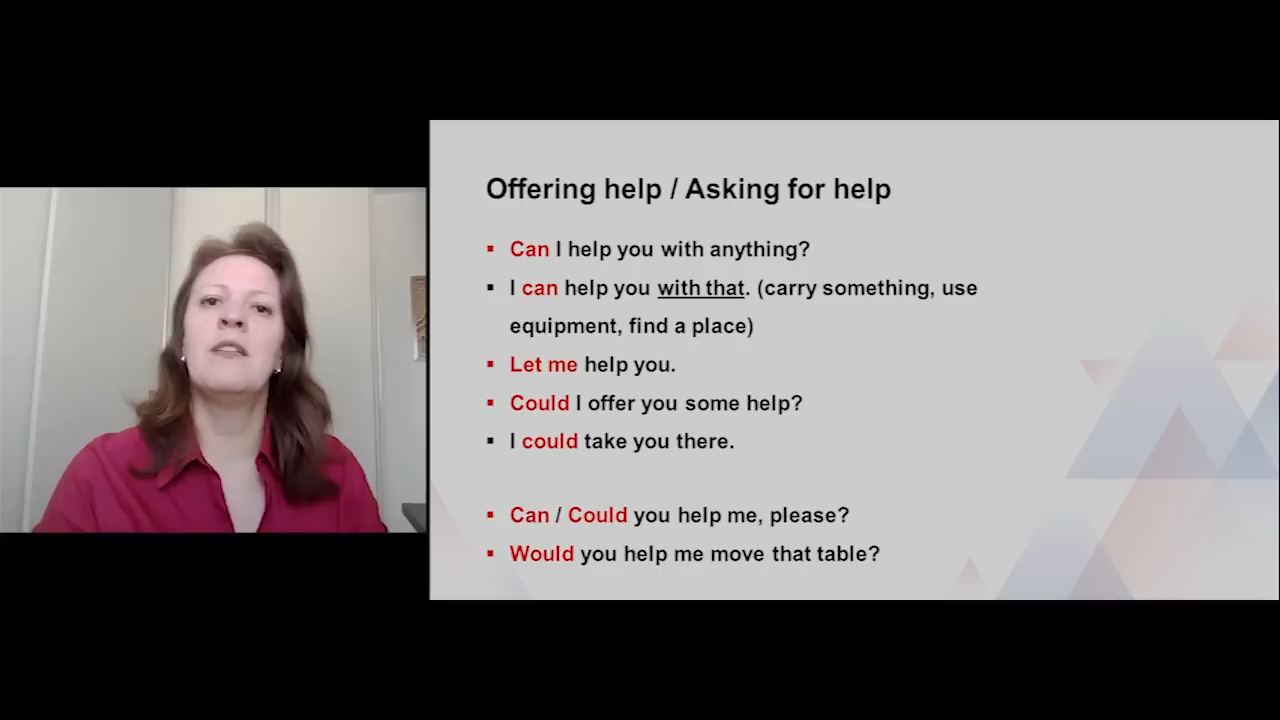 Offering help / Asking for help
▪ Can I help you with anything?
▪ I can help you with that. (carry something, use
equipment, find a place)
▪ Let me help you.
▪ Could I offer you some help?
▪ I could take you there.
▪ Can / Could you help me, please?
▪ Would you help me move that table?